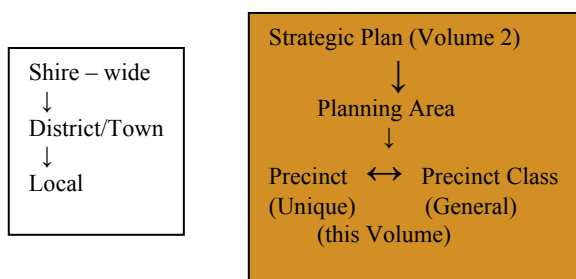 Shire – wide
↓
District/Town
↓
Local
Strategic Plan (Volume 2)
↓
Planning Area
↓
Precinct ↔ Precinct Class
(Unique) (General)
(this Volume)